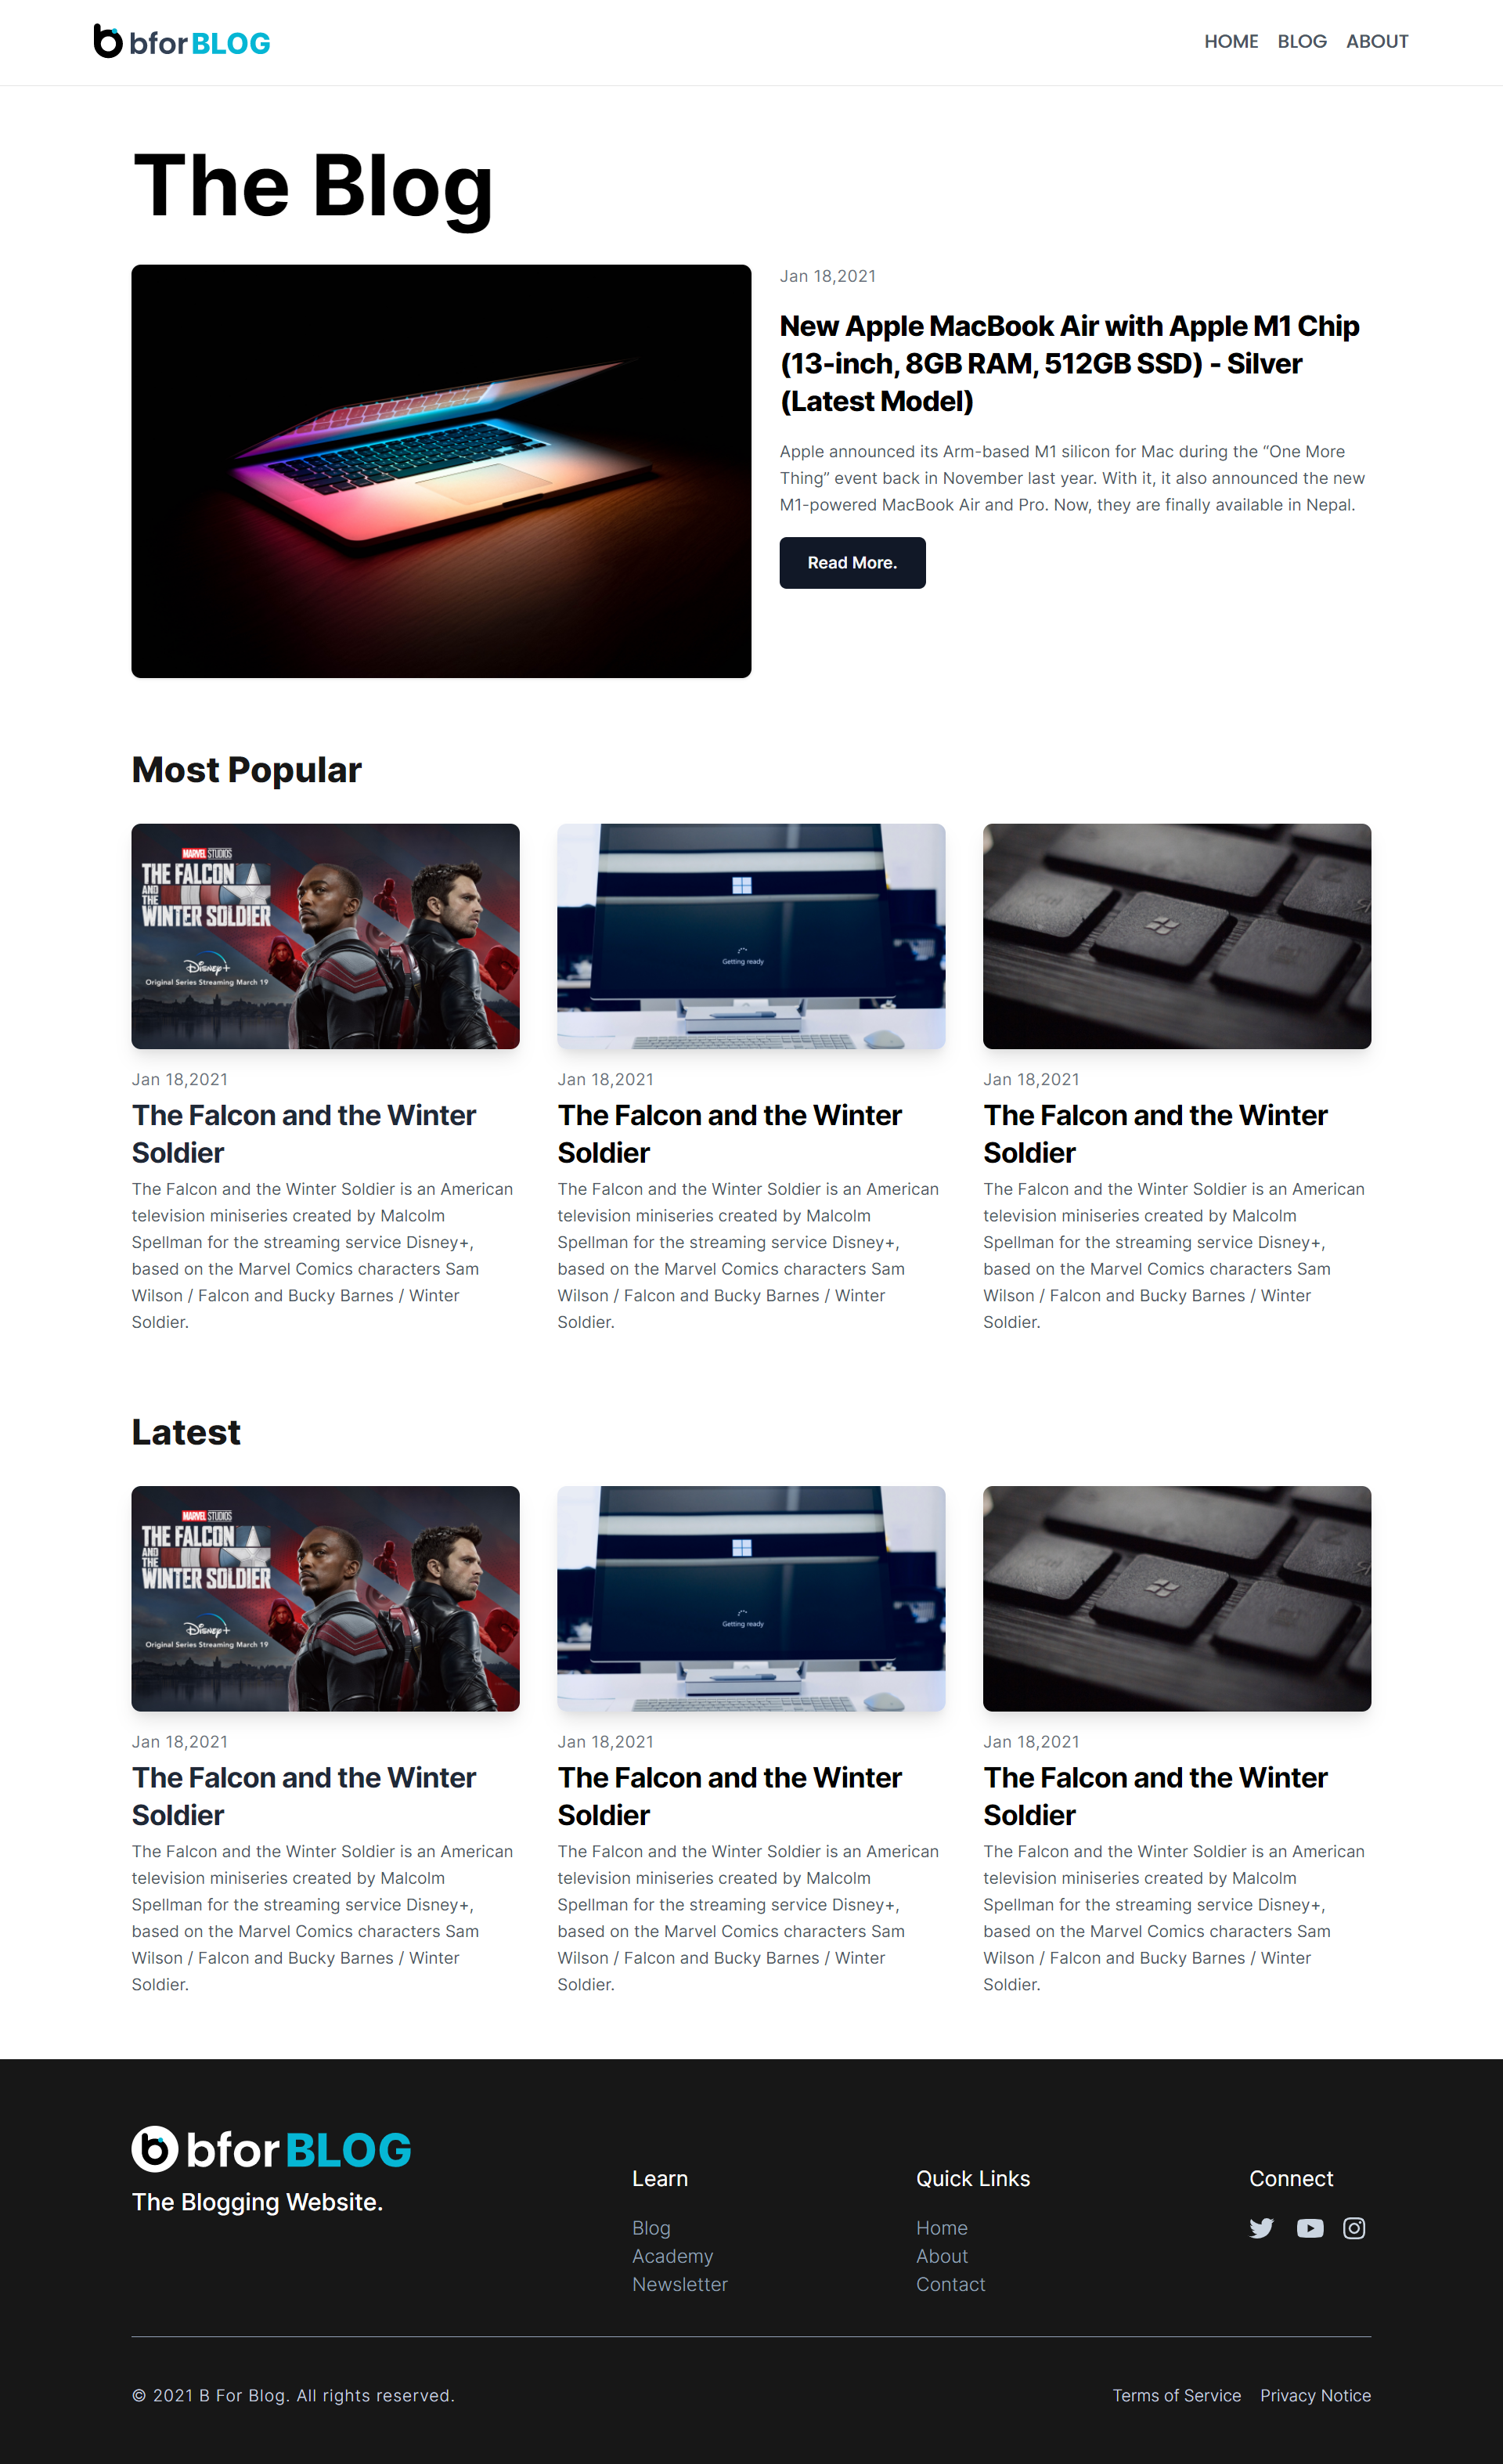 bforBLOG
HOME BLOG ABOUT
The Blog
Jan 18,2021
New Apple MacBook Air with Apple M1 Chip
(13-inch, 8GB RAM, 512GB SSD) - Silver
(Latest Model)
Apple announced its Arm-based M1 silicon for Mac during the “One More
Thing” event back in November last year. With it, it also announced the new
M1-powered MacBook Air and Pro. Now, they are finally available in Nepal.
Read More.
Most Popular
MARVEL STUDIOS
THE FALCON
AND
THE
WINTER SOLDIER
Disney+
Original Series Streaming March 19
Jan 18,2021
The Falcon and the Winter
Soldier
The Falcon and the Winter Soldier is an American
television miniseries created by Malcolm
Spellman for the streaming service Disney+,
based on the Marvel Comics characters Sam
Wilson / Falcon and Bucky Barnes / Winter
Soldier.
Getting ready
Jan 18,2021
The Falcon and the Winter
Soldier
The Falcon and the Winter Soldier is an American
television miniseries created by Malcolm
Spellman for the streaming service Disney+,
based on the Marvel Comics characters Sam
Wilson / Falcon and Bucky Barnes / Winter
Soldier.
Jan 18,2021
The Falcon and the Winter
Soldier
The Falcon and the Winter Soldier is an American
television miniseries created by Malcolm
Spellman for the streaming service Disney+,
based on the Marvel Comics characters Sam
Wilson / Falcon and Bucky Barnes / Winter
Soldier.
Latest
MARVEL STUDIOS
THE FALCON
AND
THE
WINTER SOLDIER
Disney+
Original Series Streaming March 19
Jan 18,2021
The Falcon and the Winter
Soldier
The Falcon and the Winter Soldier is an American
television miniseries created by Malcolm
Spellman for the streaming service Disney+,
based on the Marvel Comics characters Sam
Wilson / Falcon and Bucky Barnes / Winter
Soldier.
Getting ready
Jan 18,2021
The Falcon and the Winter
Soldier
The Falcon and the Winter Soldier is an American
television miniseries created by Malcolm
Spellman for the streaming service Disney+,
based on the Marvel Comics characters Sam
Wilson / Falcon and Bucky Barnes / Winter
Soldier.
Jan 18,2021
The Falcon and the Winter
Soldier
The Falcon and the Winter Soldier is an American
television miniseries created by Malcolm
Spellman for the streaming service Disney+,
based on the Marvel Comics characters Sam
Wilson / Falcon and Bucky Barnes / Winter
Soldier.
bforBLOG
The Blogging Website.
Learn
Blog
Academy
Newsletter
Quick Links
Home
About
Contact
Connect
© 2021 B For Blog. All rights reserved.
Terms of Service Privacy Notice